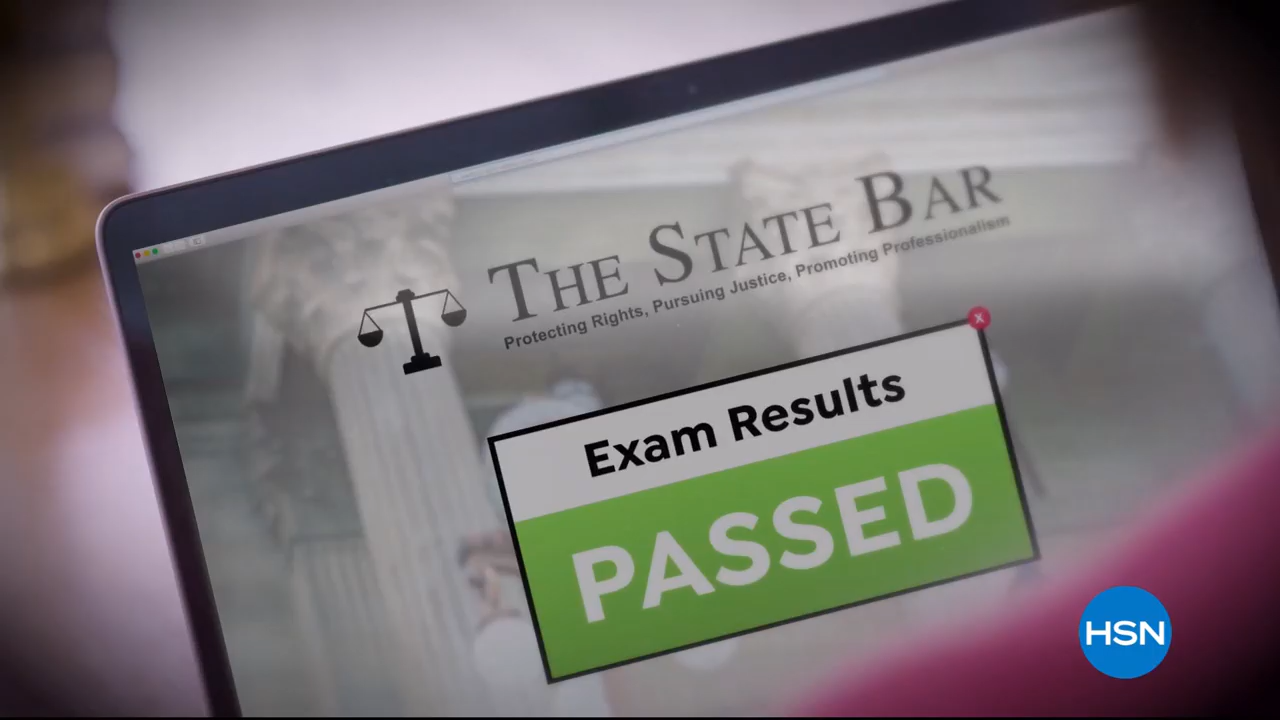 THE STATE BAR
Protecting Rights, Pursuing Justice, Promoting Professionalism
x
Exam Results
PASSED
HSN